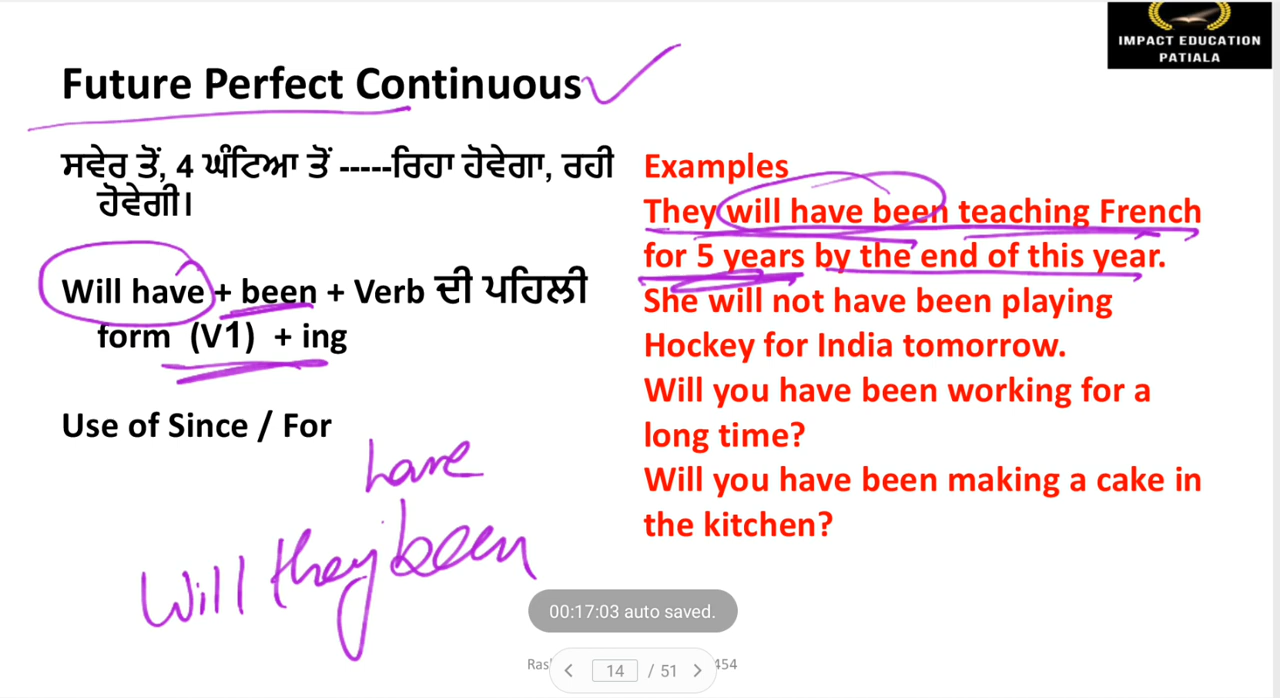 IMPACT EDUCATION
PATIALA
Future Perfect Continuous
ਸਵੇਰ ਤੋਂ, 4 ਘੰਟਿਆ ਤੋਂ -----ਰਿਹਾ ਹੋਵੇਗਾ, ਰਹੀ
ਹੋਵੇਗੀ।
Will have + been + Verb ਦੀ ਪਹਿਲੀ
form (V1) + ing
Use of Since / For
have
Will they been
Examples
They will have been teaching French
for 5 years by the end of this year.
She will not have been playing
Hockey for India tomorrow.
Will you have been working for a
long time?
Will you have been making a cake in
the kitchen?
00:17:03 auto saved.
14 / 51
454